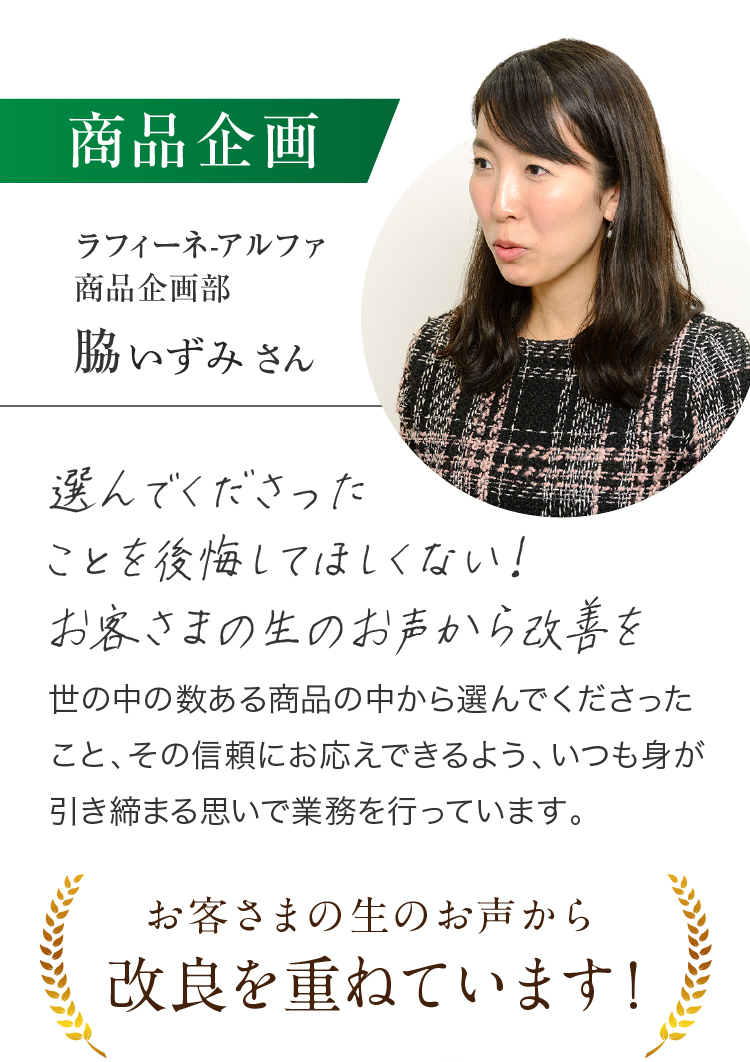 商品企画
ラフィーネ-アルファ
商品企画部
脇いずみ さん
選んでくださった
ことを後悔してほしくない!
お客さまの生のお声から改善を
世の中の数ある商品の中から選んでくださった
こと、その信頼にお応えできるよう、いつも身が
引き締まる思いで業務を行っています。
お客さまの生のお声から
改良を重ねています!